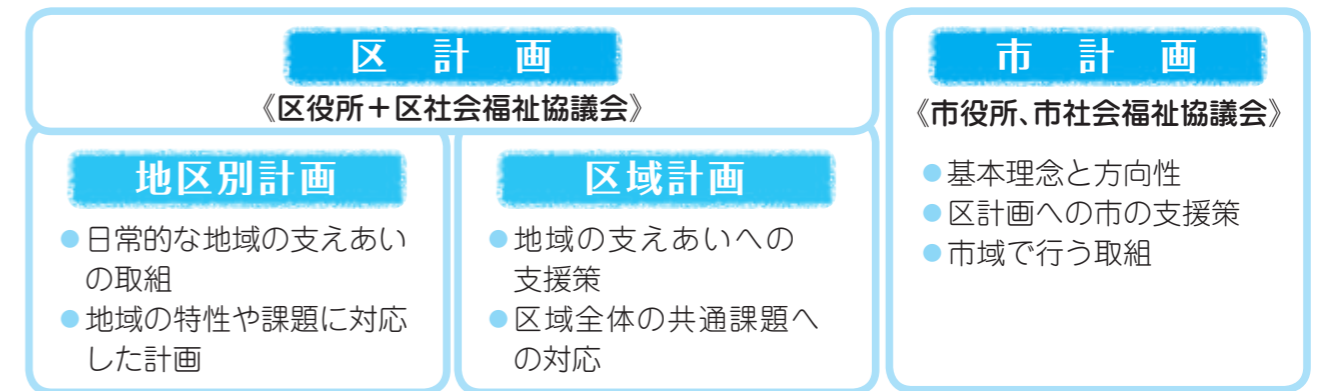 区 計 画
《区役所＋区社会福祉協議会》
地区別計画
●日常的な地域の支えあい
の取組
●地域の特性や課題に対応
した計画
区域計画
●地域の支えあいへの
支援策
●区域全体の共通課題へ
の対応
市 計 画
《市役所、市社会福祉協議会》
●基本理念と方向性
●区計画への市の支援策
●市域で行う取組